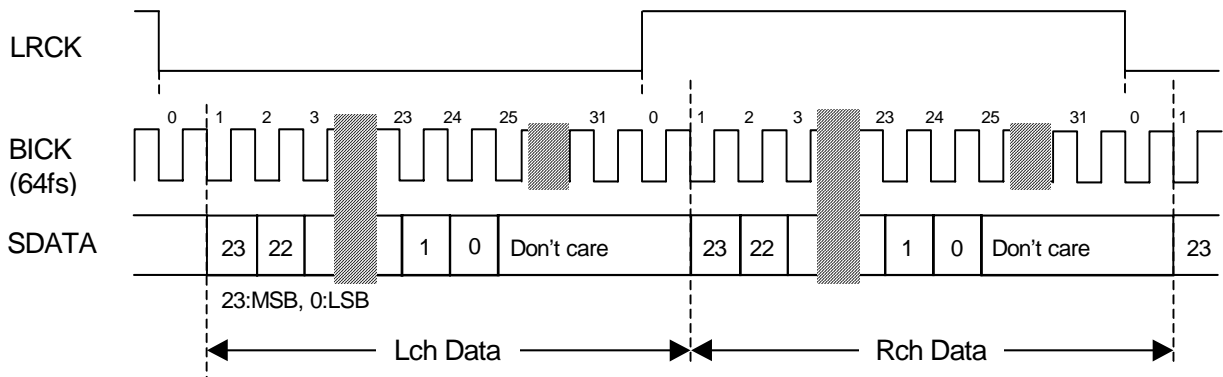 LRCK
0 1 2 3 23 24 25 31 0 1 2 3 23 24 25 31 0 1
BICK
(64fs)
SDATA 23 22 1 0 Don't care 23 22 1 0 Don't care 23
23:MSB, 0:LSB
Lch Data Rch Data